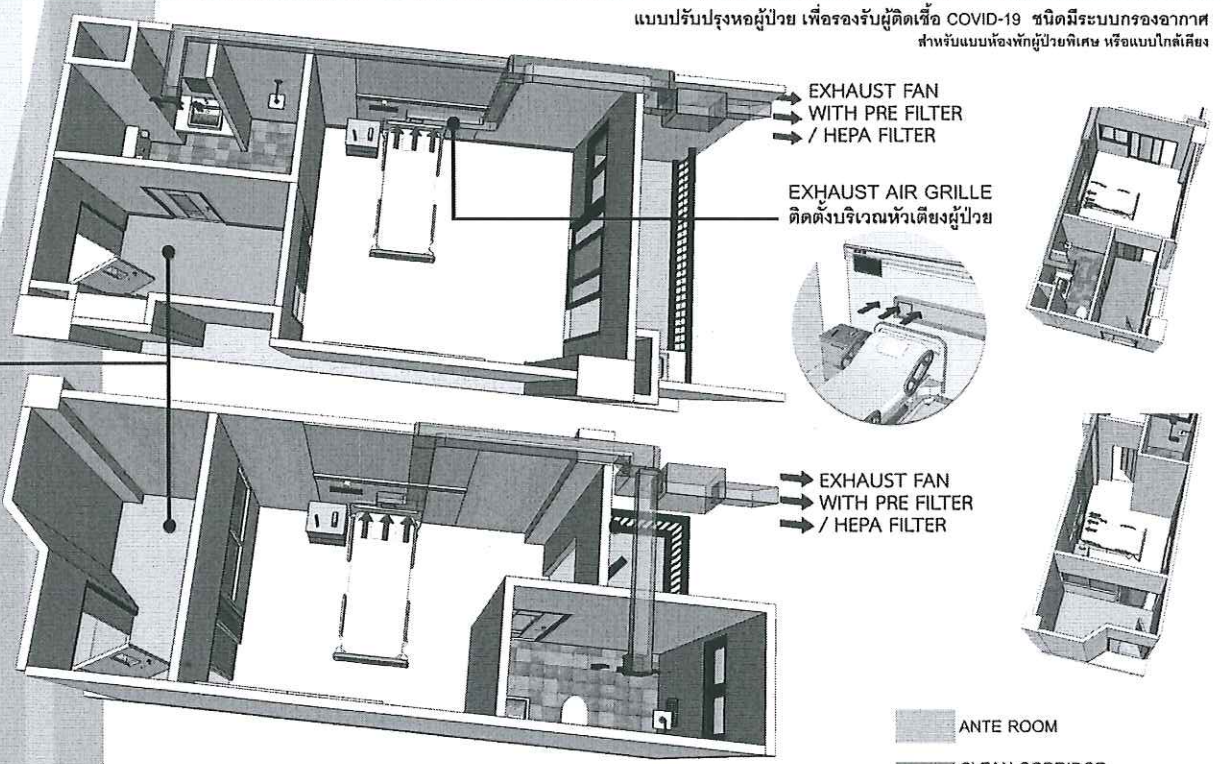 แบบปรับปรุงหอผู้ป่วย เพื่อรองรับผู้ติดเชื้อ COVID-19 ชนิดมีระบบกรองอากาศ
สำหรับแบบห้องพักผู้ป่วยพิเศษ หรือแบบใกล้เคียง
EXHAUST FAN
WITH PRE FILTER
/ HEPA FILTER
EXHAUST AIR GRILLE
ติดตั้งบริเวณหัวเตียงผู้ป่วย
EXHAUST FAN
WITH PRE FILTER
/ HEPA FILTER
ANTE ROOM
CLEAN CORRIDOR